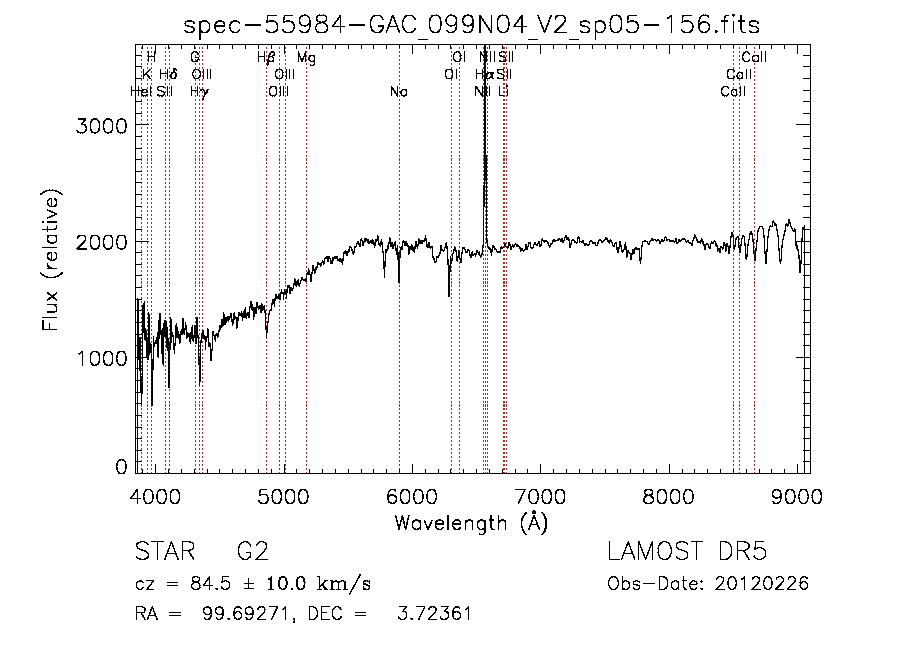 spec-55984-GAC_099N04_V2_sp05-156.fits
H G Hβ Mg OI NII SII CaII
K Hδ OIII OIII OI Hα SII CaII
HeI SII Hγ OIII Na NII Li CaII
3000
2000
1000
0
Flux (relative)
4000 5000 6000 7000 8000 9000
Wavelength (Å)
STAR G2 LAMOST DR5
cz = 84.5 ± 10.0 km/s Obs-Date: 20120226
RA = 99.69271, DEC = 3.72361